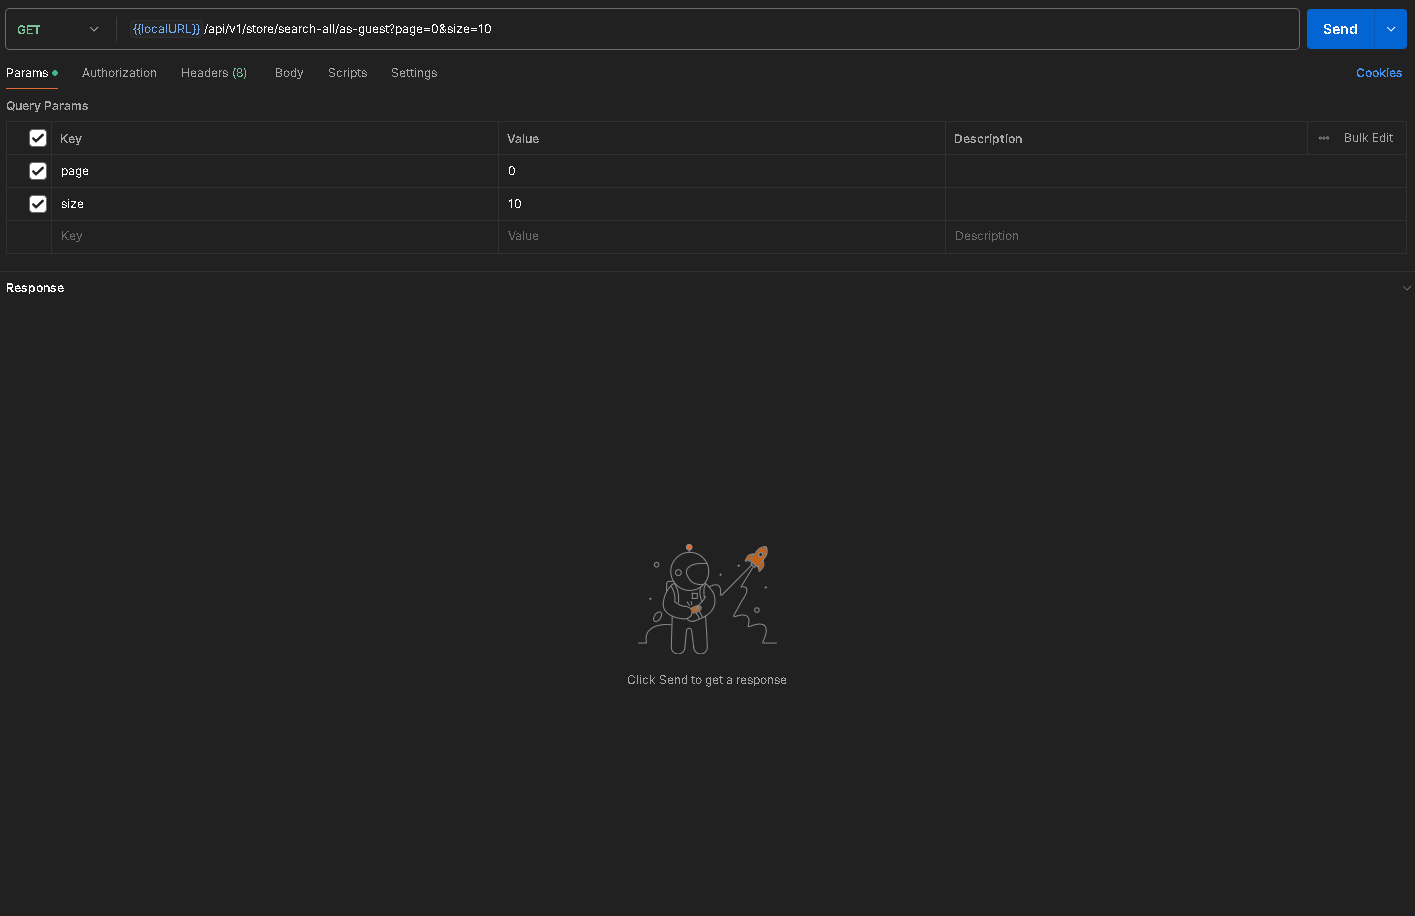 GET {{localURL}} /api/v1/store/search-all/as-guest?page=0&size=10 Send
Params Authorization Headers (8) Body Scripts Settings Cookies
Query Params
Key Value Description Bulk Edit
page 0
size 10
Key Value Description
Response
Click Send to get a response